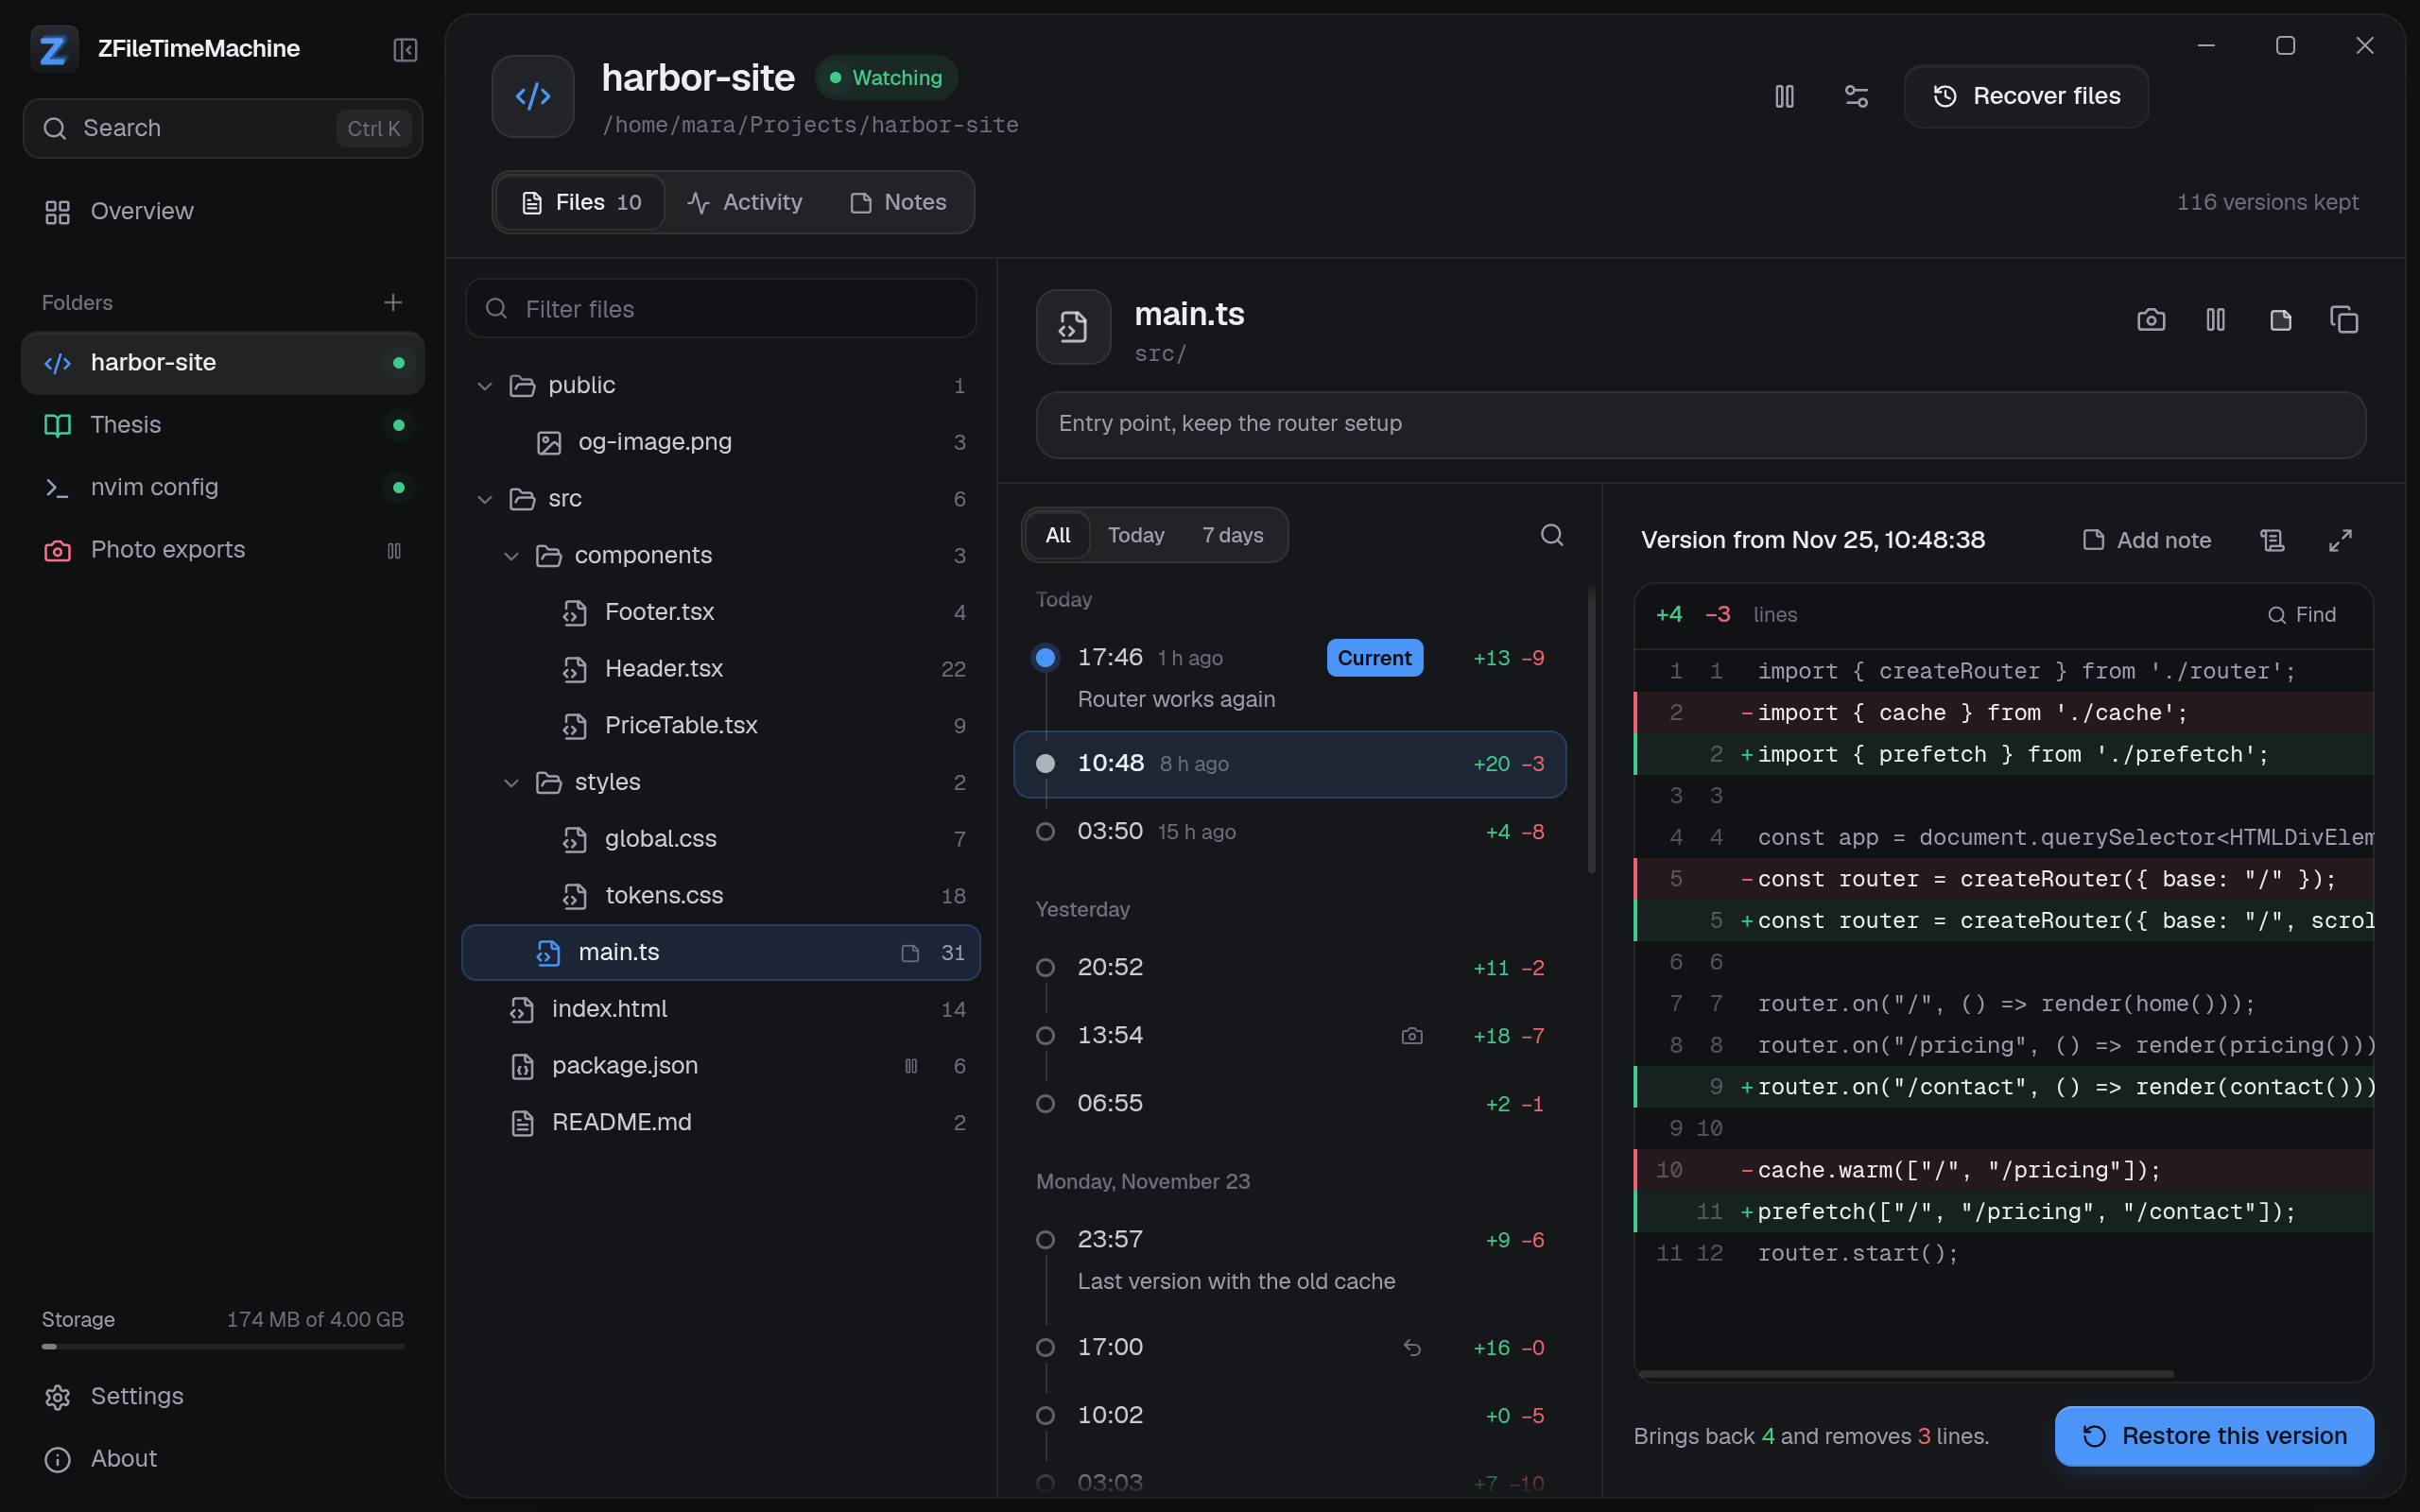 ZFileTimeMachine
Search Ctrl K
Overview
Folders
harbor-site
Thesis
nvim config
Photo exports
Storage 174 MB of 4.00 GB
Settings
About
harbor-site Watching
/home/mara/Projects/harbor-site
Recover files
Files 10 Activity Notes
116 versions kept
Filter files
public 1
og-image.png 3
src 6
components 3
Footer.tsx 4
Header.tsx 22
PriceTable.tsx 9
styles 2
global.css 7
tokens.css 18
main.ts 31
index.html 14
package.json 6
README.md 2
main.ts
src/
Entry point, keep the router setup
All Today 7 days
Today
17:46 1 h ago Current +13 −9
Router works again
10:48 8 h ago +20 −3
03:50 15 h ago +4 −8
Yesterday
20:52 +11 −2
13:54 +18 −7
06:55 +2 −1
Monday, November 23
23:57 +9 −6
Last version with the old cache
17:00 +16 −0
10:02 +0 −5
03:03 +7 −10
Version from Nov 25, 10:48:38 Add note
+4 −3 lines Find
1 1 import { createRouter } from './router';
2 −import { cache } from './cache';
2 +import { prefetch } from './prefetch';
3 3
4 4 const app = document.querySelector<HTMLDivElem
5 −const router = createRouter({ base: "/" });
5 +const router = createRouter({ base: "/", scrol
6 6
7 7 router.on("/", () => render(home()));
8 8 router.on("/pricing", () => render(pricing()))
9 +router.on("/contact", () => render(contact()))
9 10
10 −cache.warm(["/", "/pricing"]);
11 +prefetch(["/", "/pricing", "/contact"]);
11 12 router.start();
Brings back 4 and removes 3 lines. Restore this version